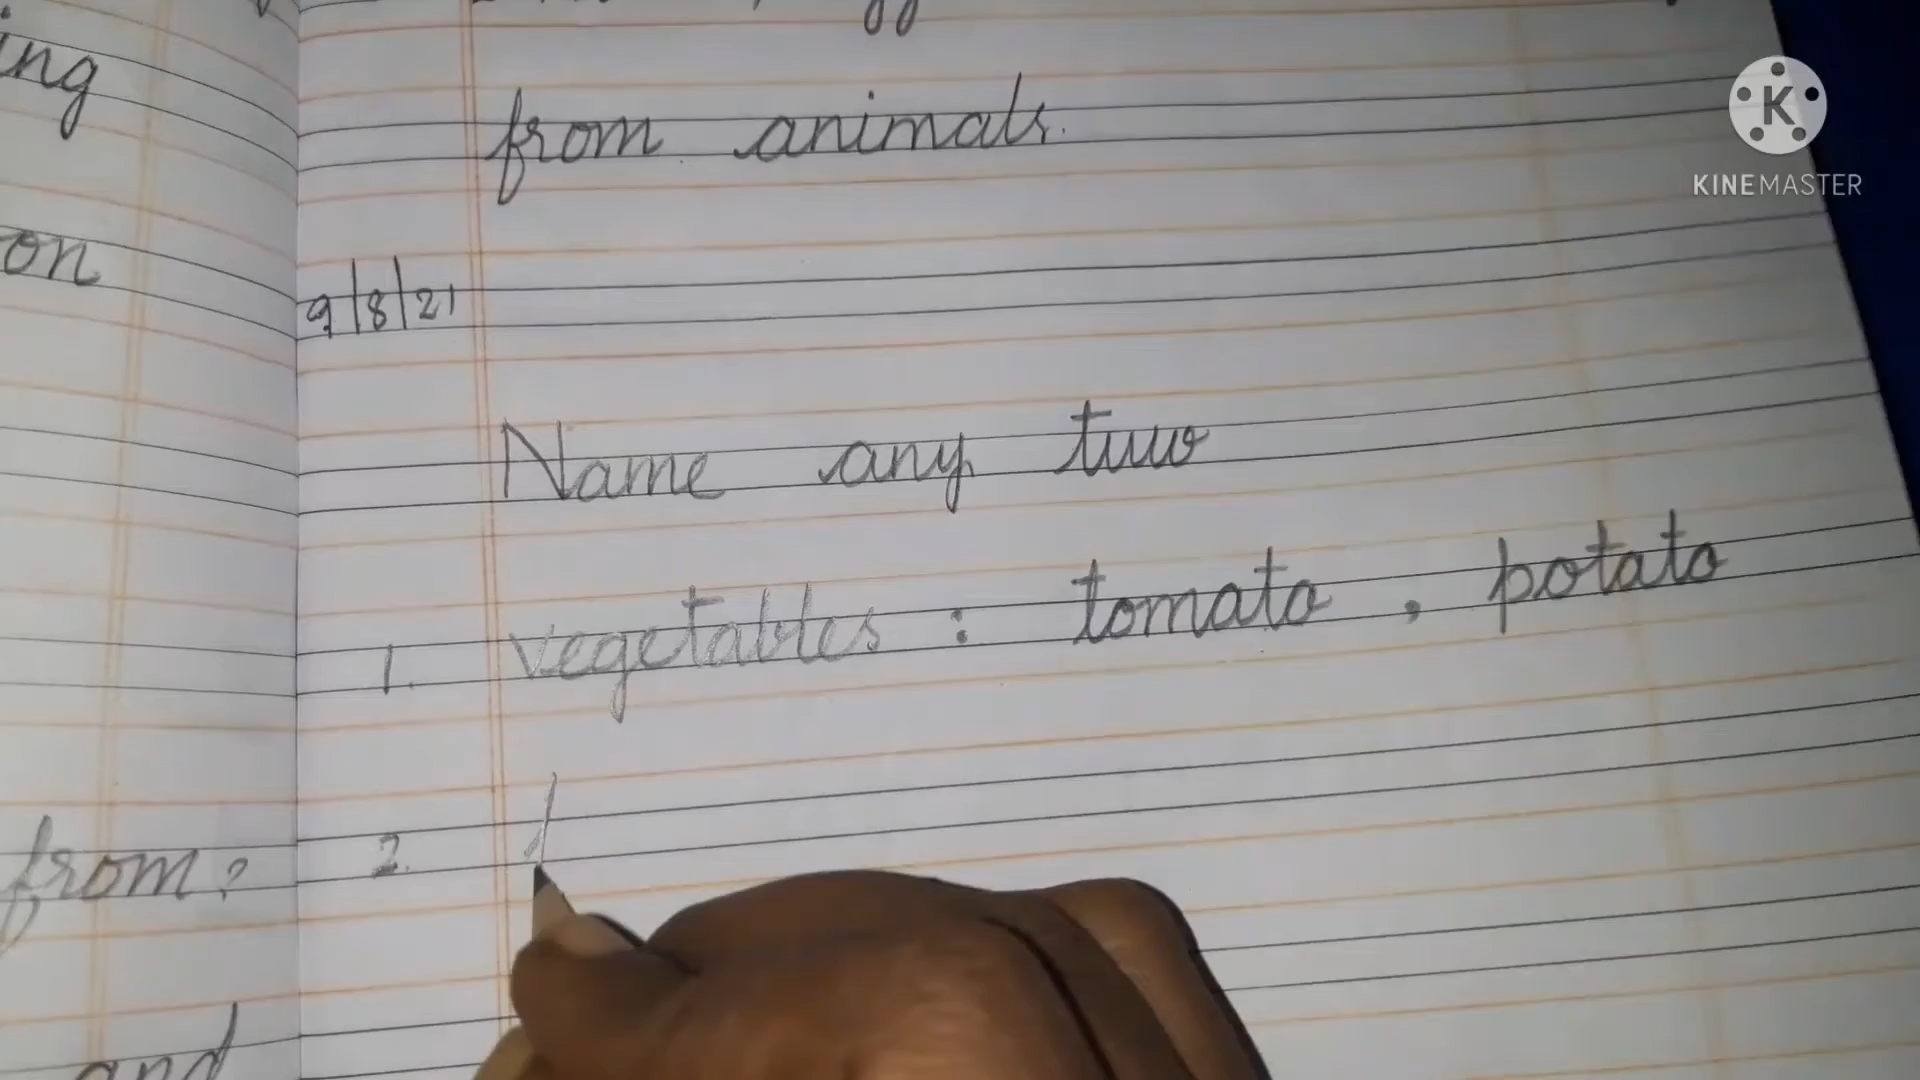 ing
on
from?
and
from animals.
9/8/21
Name any two
1. vegetables : tomato , potato
2.
KINEMASTER